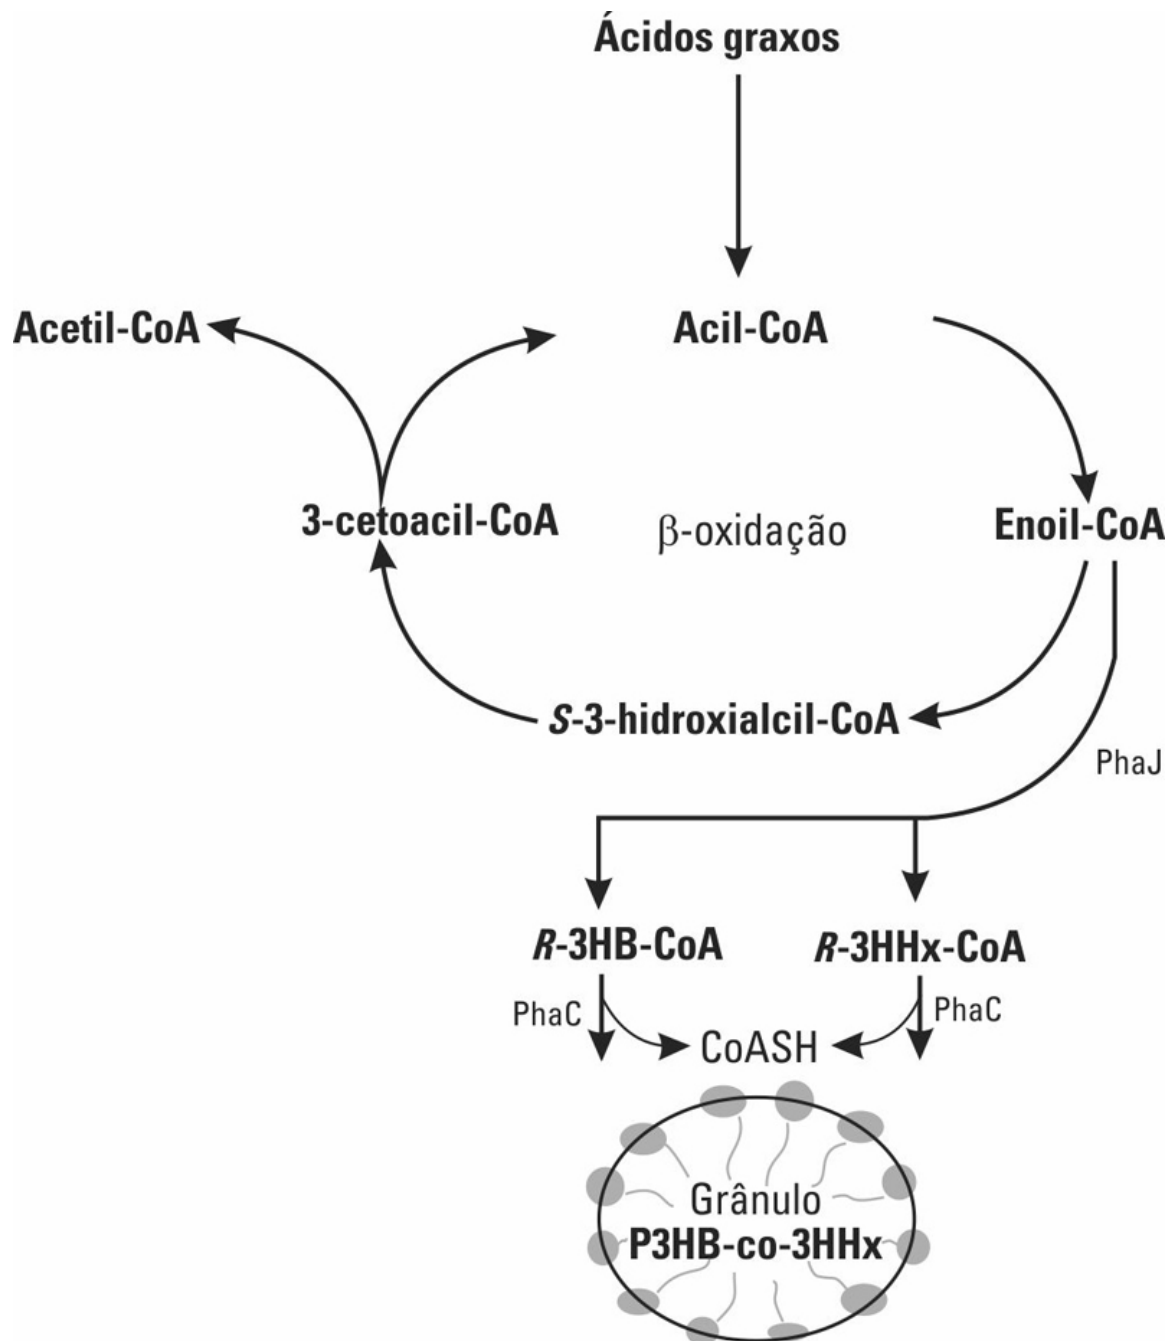 Ácidos graxos
Acetil-CoA
Acil-CoA
3-cetoacil-CoA
β-oxidação
Enoil-CoA
S-3-hidroxialcil-CoA
PhaJ
R-3HB-CoA
R-3HHx-CoA
PhaC
PhaC
CoASH
Grânulo
P3HB-co-3HHx